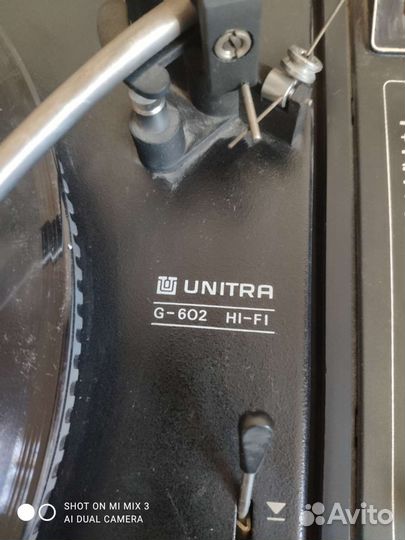 UNITRA
G-602 HI-FI
SHOT ON MI MIX 3
AI DUAL CAMERA
Avito